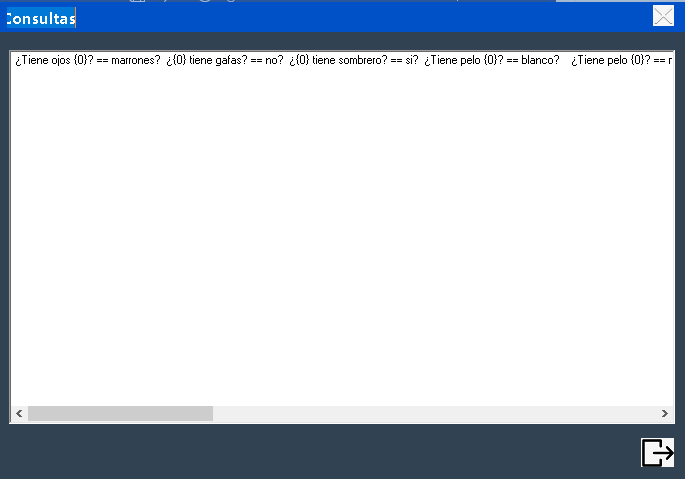 Consultas
¿Tiene ojos {0}? == marrones? ¿{0} tiene gafas? == no? ¿{0} tiene sombrero? == si? ¿Tiene pelo {0}? == blanco? ¿Tiene pelo {0}? ==